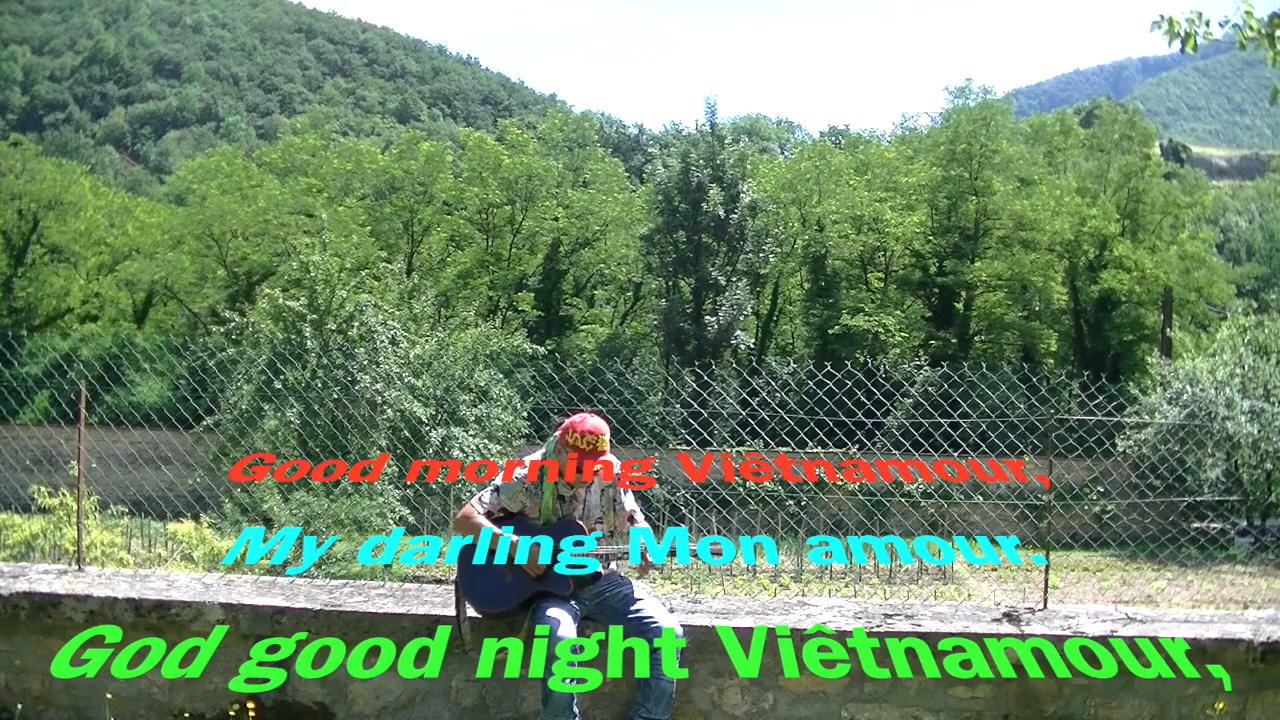 Good morning Viêtnamour,
My darling Mon amour.
God good night Viêtnamour,